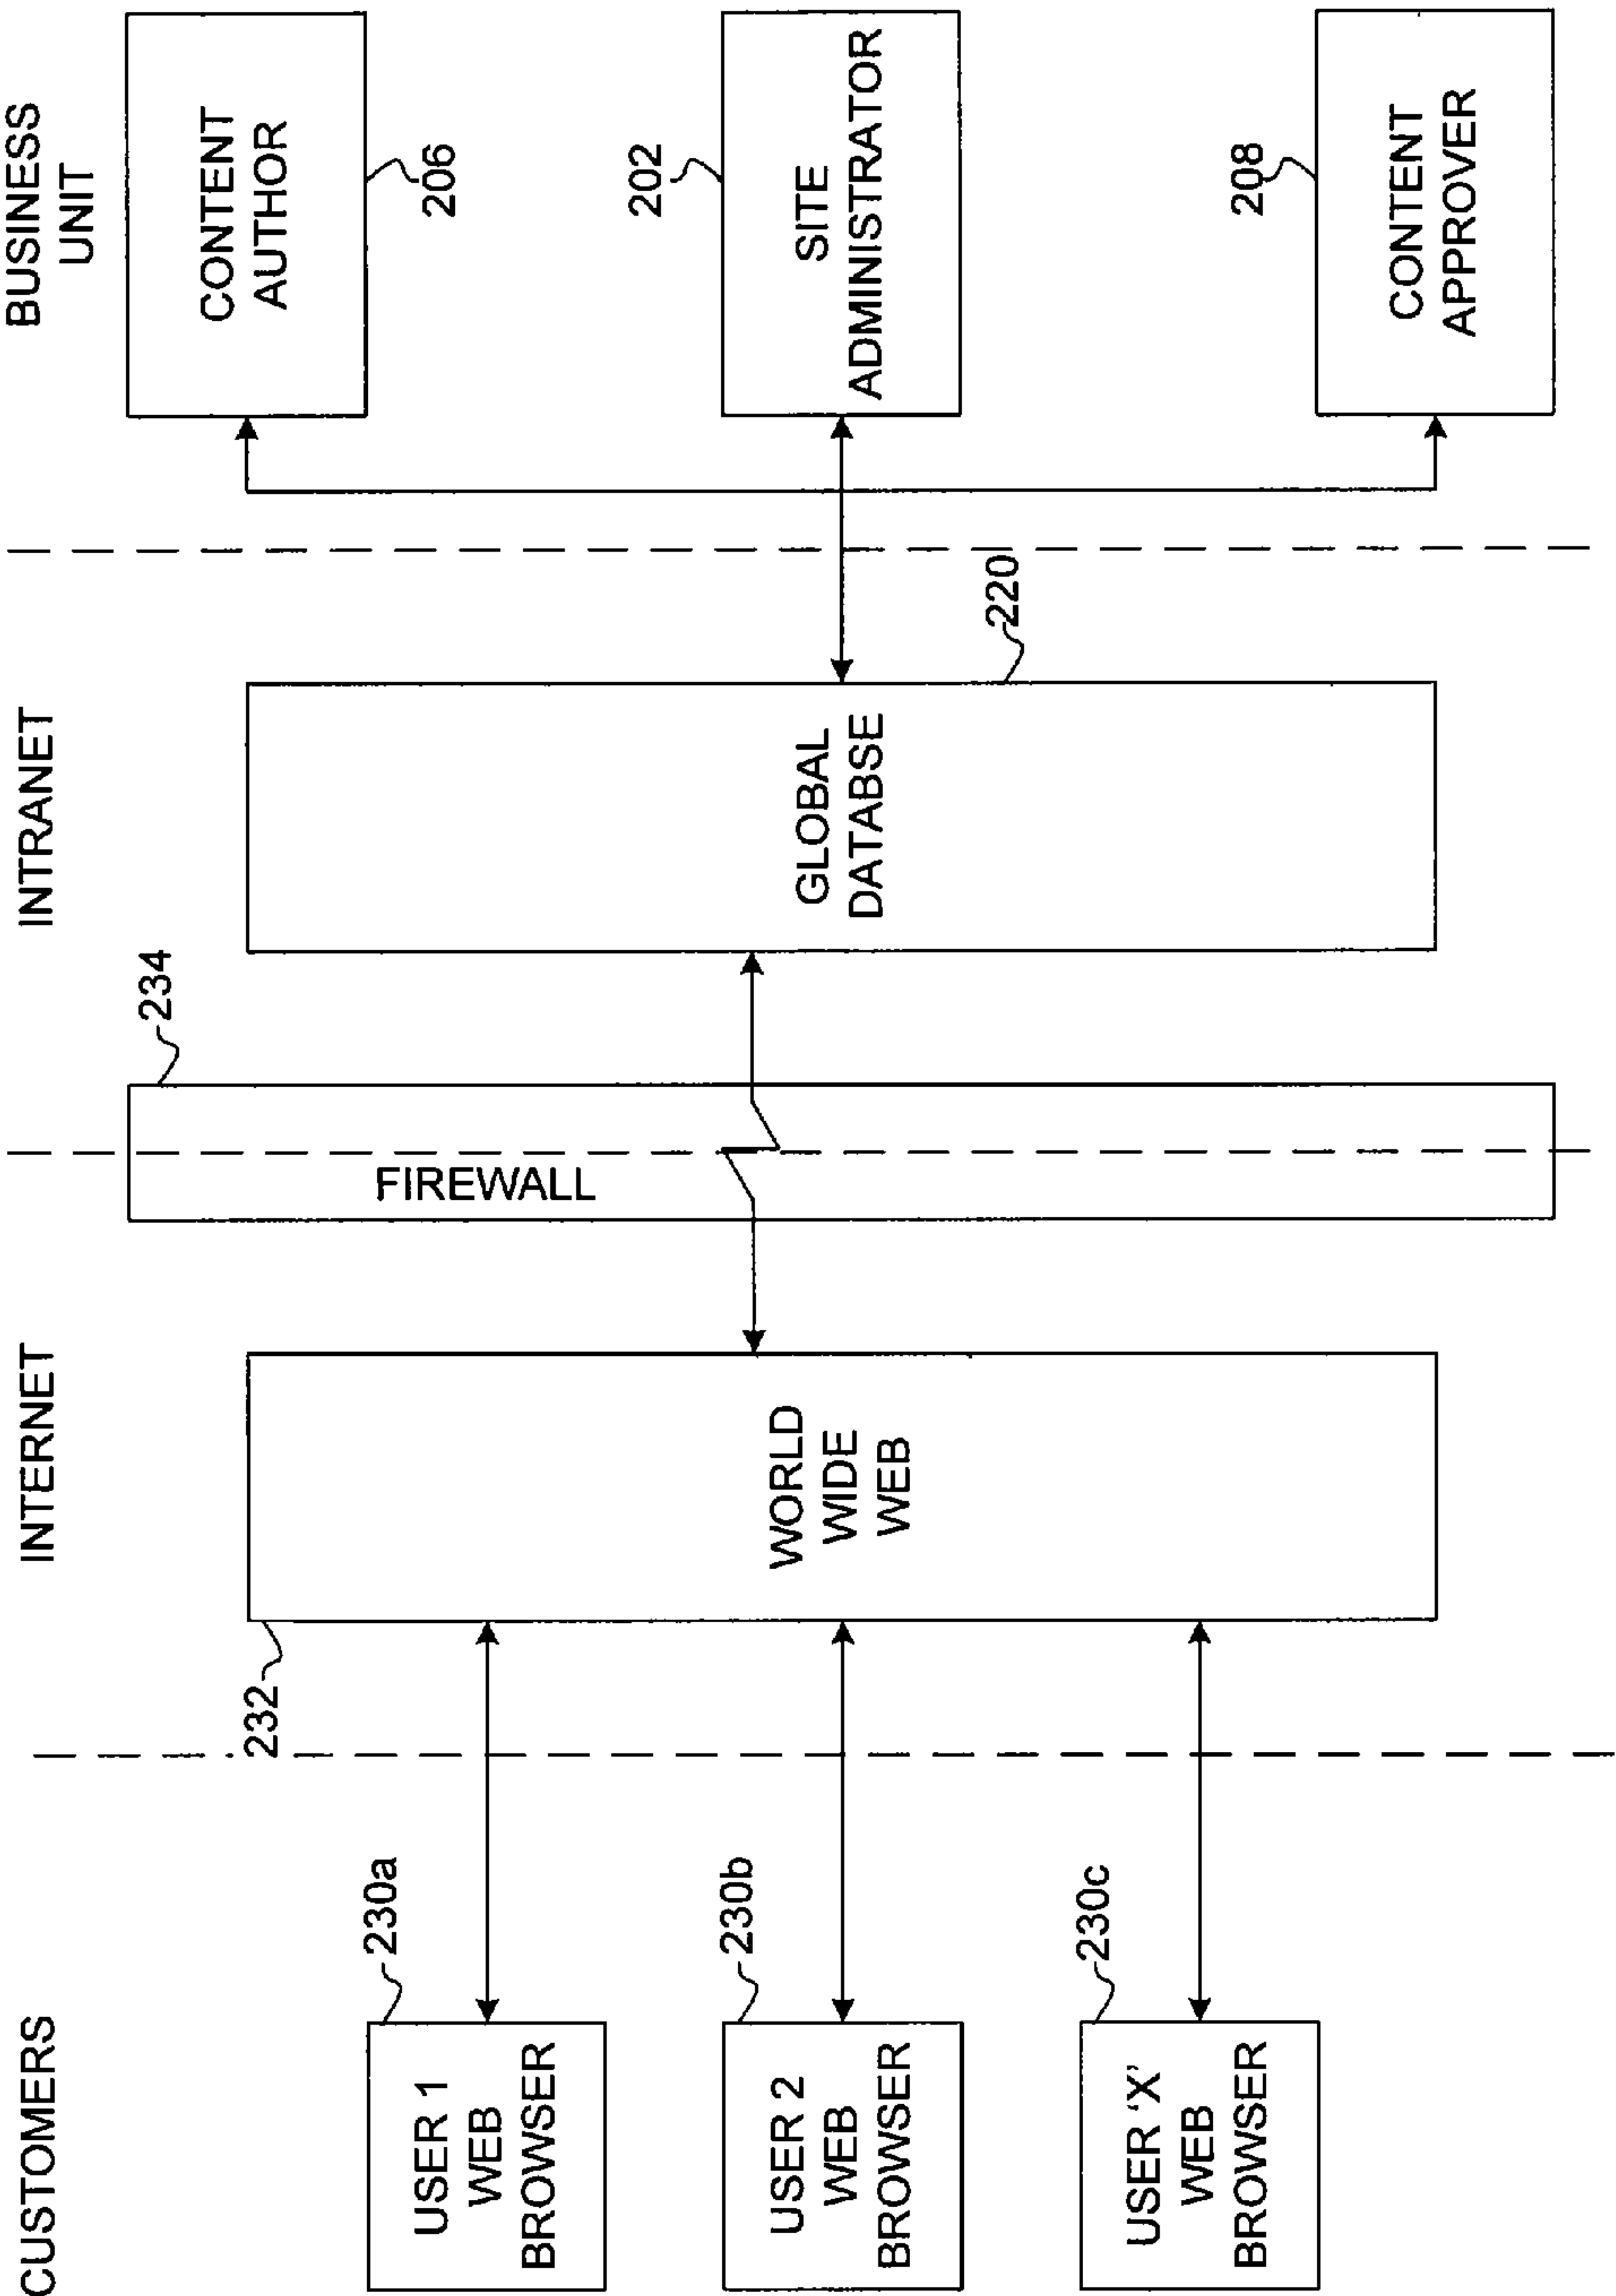 CUSTOMERS
INTERNET
INTRANET
BUSINESS
UNIT
230a
USER 1
WEB
BROWSER
230b
USER 2
WEB
BROWSER
230c
USER ‘X’
WEB
BROWSER
232
WORLD
WIDE
WEB
234
FIREWALL
GLOBAL
DATABSE
220
CONTENT
AUTHOR
206
202
SITE
ADMINISTRATOR
208
CONTENT
APPROVER